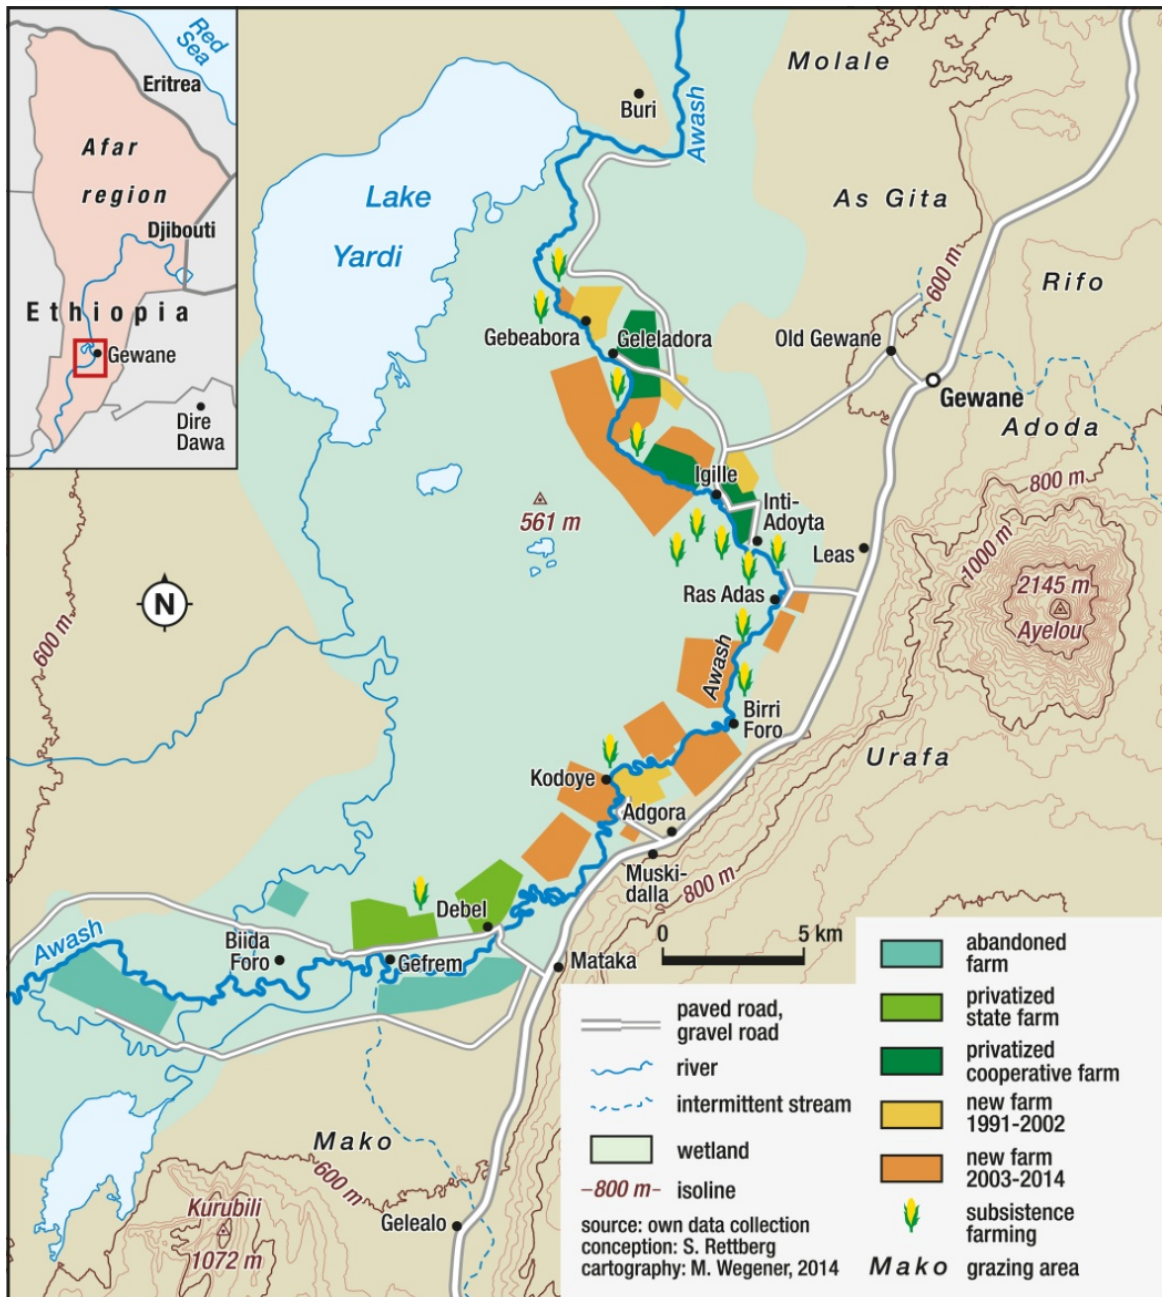 Red
Sea
Eritrea
Afar
region
Djibouti
Ethiopia
Gewane
Dire
Dawa
Molale
Buri
Awash
Lake
Yardi
As Gita
600 m
Rifo
Gebeabora
Geleladora
Old Gewane
Gewane
Adoda
800 m
Igille
Inti-
Adoyta
561 m
Leas
1000 m
2145 m
Ayelou
N
Ras Adas
600 m
Awash
Birri
Foro
Urafa
Kodoye
Adgora
Muski-
dalla
800 m
Debel
Awash
Biida
Foro
Gefrem
Mataka
0 5 km
Mako
600 m
Kurubili
1072 m
Gelealo
paved road,
gravel road
river
intermittent stream
wetland
800 m
isoline
source: own data collection
conception: S. Rettberg
cartography: M. Wegener, 2014
abandoned
farm
privatized
state farm
privatized
cooperative farm
new farm
1991-2002
new farm
2003-2014
subsistence
farming
Mako grazing area